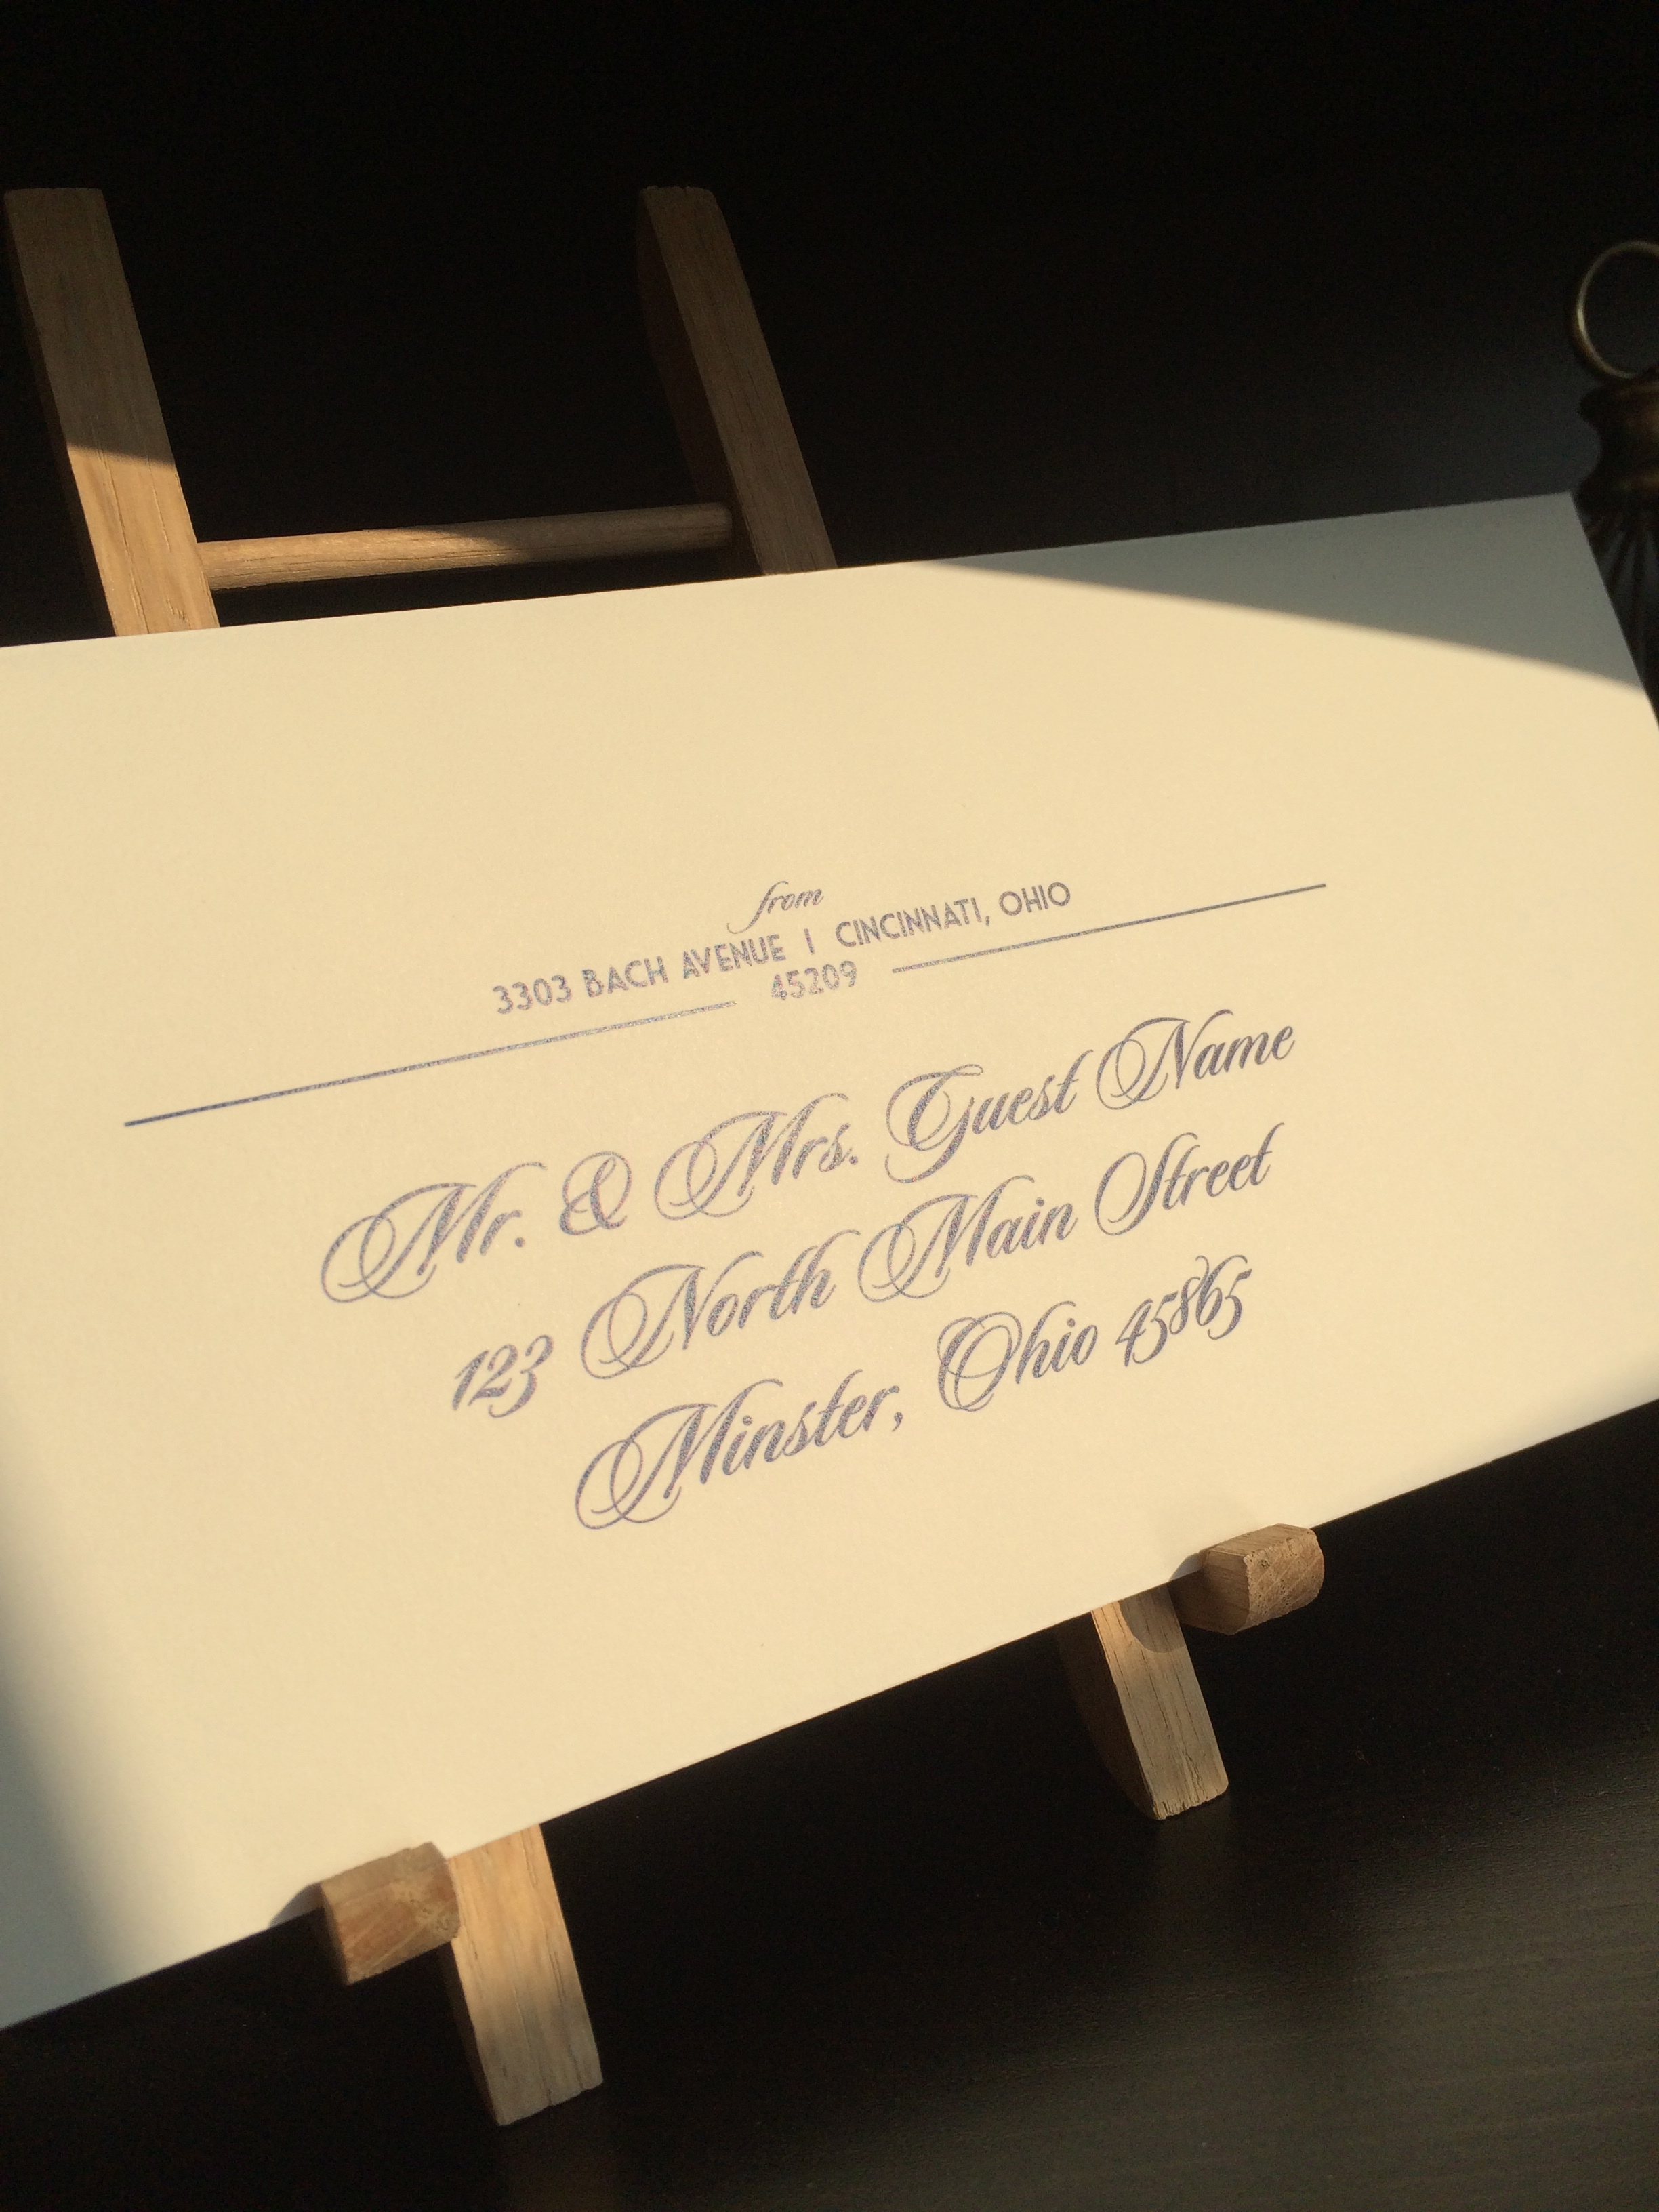 from
3303 BACH AVENUE | CINCINNATI, OHIO
45209
Mr. & Mrs. Guest Name
123 North Main Street
Minster, Ohio 45865